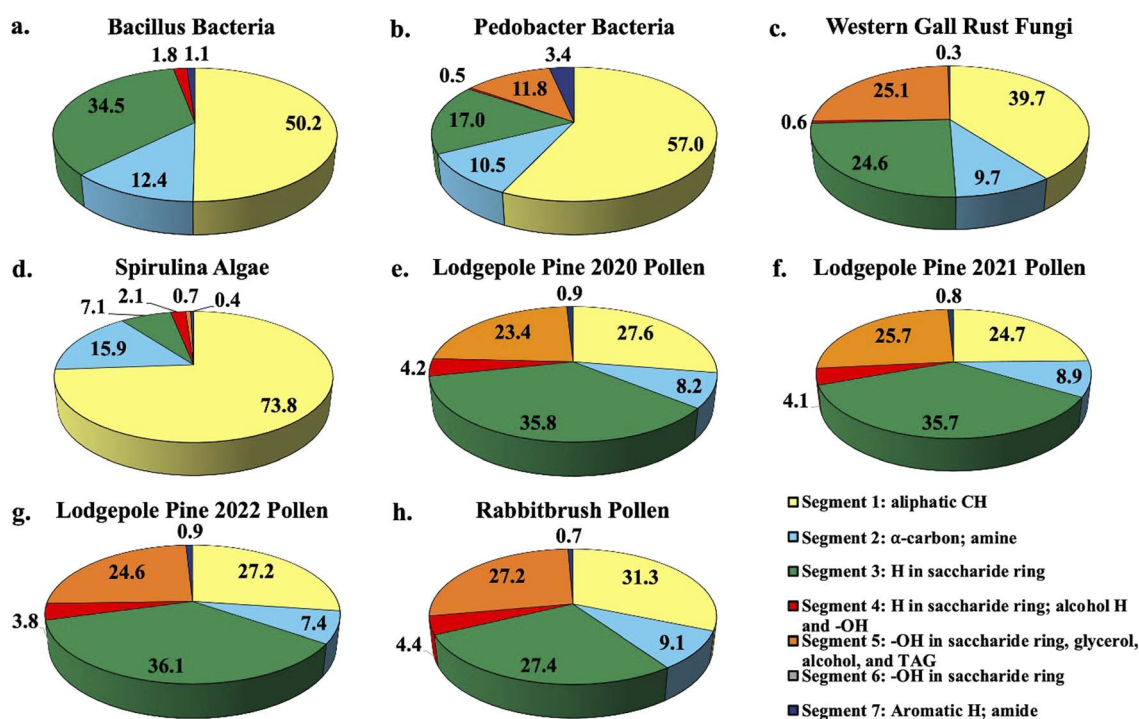 a. Bacillus Bacteria
1.8 1.1
34.5
50.2
12.4
b. Pedobacter Bacteria
3.4
0.5
11.8
17.0
57.0
10.5
c. Western Gall Rust Fungi
0.3
25.1
39.7
0.6
24.6
9.7
d. Spirulina Algae
2.1 0.7 0.4
7.1
15.9
73.8
e. Lodgepole Pine 2020 Pollen
0.9
23.4
27.6
4.2
8.2
35.8
f. Lodgepole Pine 2021 Pollen
0.8
25.7
24.7
8.9
4.1
35.7
g. Lodgepole Pine 2022 Pollen
0.9
24.6
27.2
3.8
7.4
36.1
h. Rabbitbrush Pollen
0.7
27.2
31.3
4.4
9.1
27.4
Segment 1: aliphatic CH
Segment 2: α-carbon; amine
Segment 3: H in saccharide ring
Segment 4: H in saccharide ring; alcohol H
and -OH
Segment 5: -OH in saccharide ring, glycerol,
alcohol, and TAG
Segment 6: -OH in saccharide ring
Segment 7: Aromatic H; amide